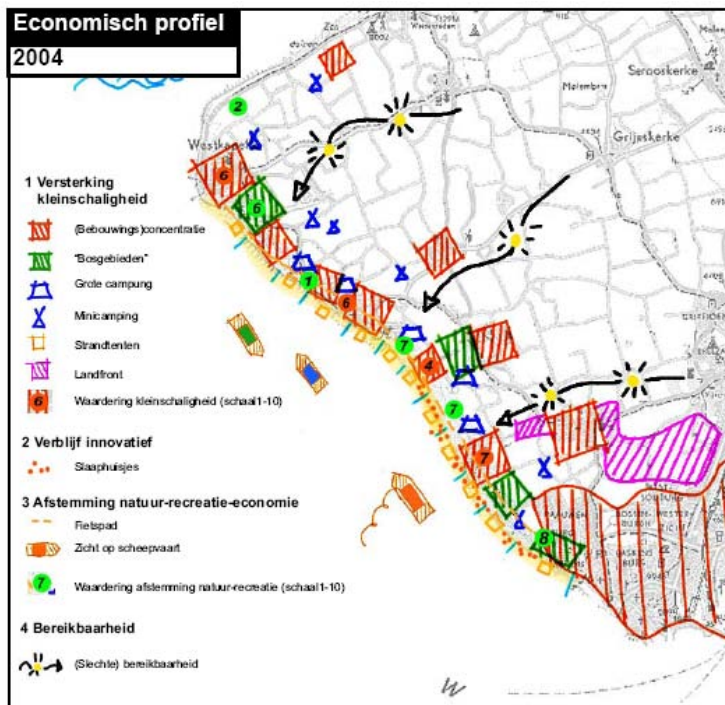 Economisch profiel
2004
1 Versterking
kleinschaligheid
(Bebouwings)concentratie
"Bosgebieden"
Grote campung
Minicamping
Strandtenten
Landfront
6
Waardering kleinschaligheid (schaal1-10)
2 Verblijf innovatief
Slaaphuisjes
3 Afstemming natuur-recreatie-economie
Fietspad
Zicht op scheepvaart
7
Waardering afstemming natuur-recreatie (schaal1-10)
4 Bereikbaarheid
(Slechte) bereikbaarheid
Serooskerke
2
Grijpskerke
6
6
1
6
7
4
7
7
8